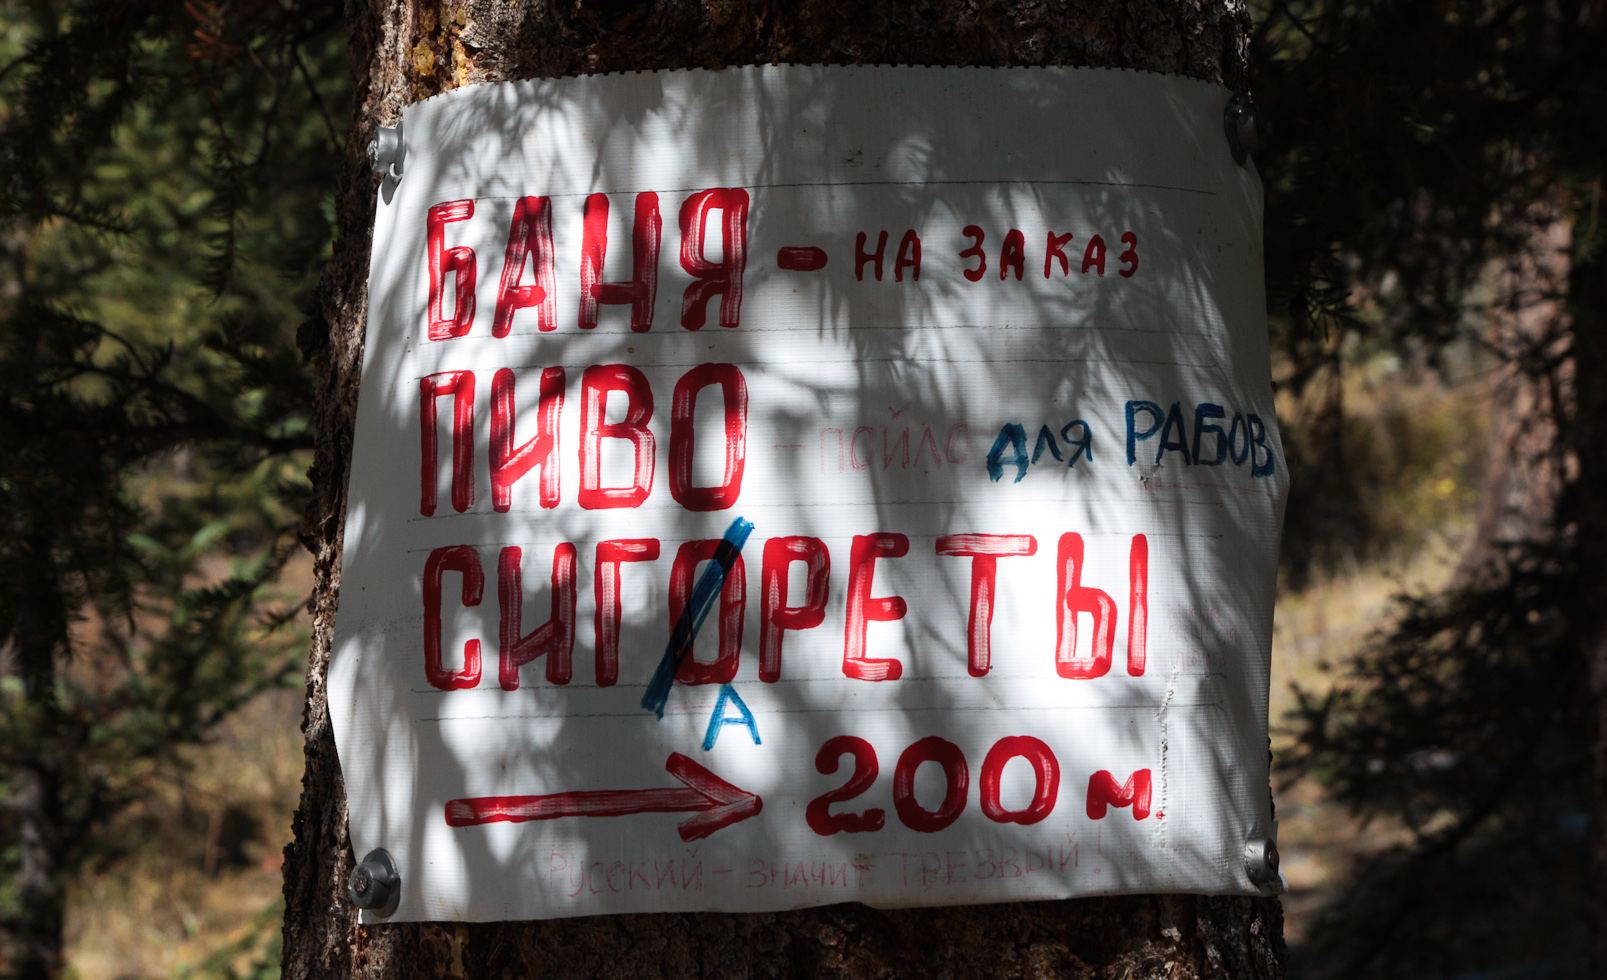 БАНЯ - НА ЗАКАЗ
ПИВО - ПОЙЛО ДЛЯ РАБОВ
СИГОРЕТЫ
А
→ 200 м
РУССКИЙ - ЗНАЧИТ ТРЕЗВЫЙ!